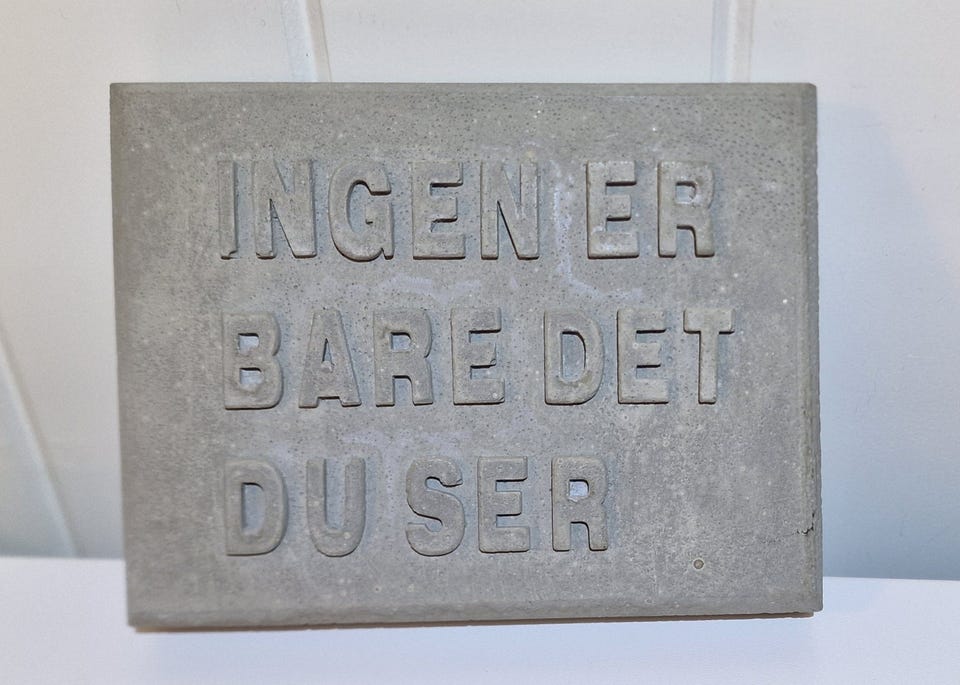 INGEN ER
BARE DET
DU SER